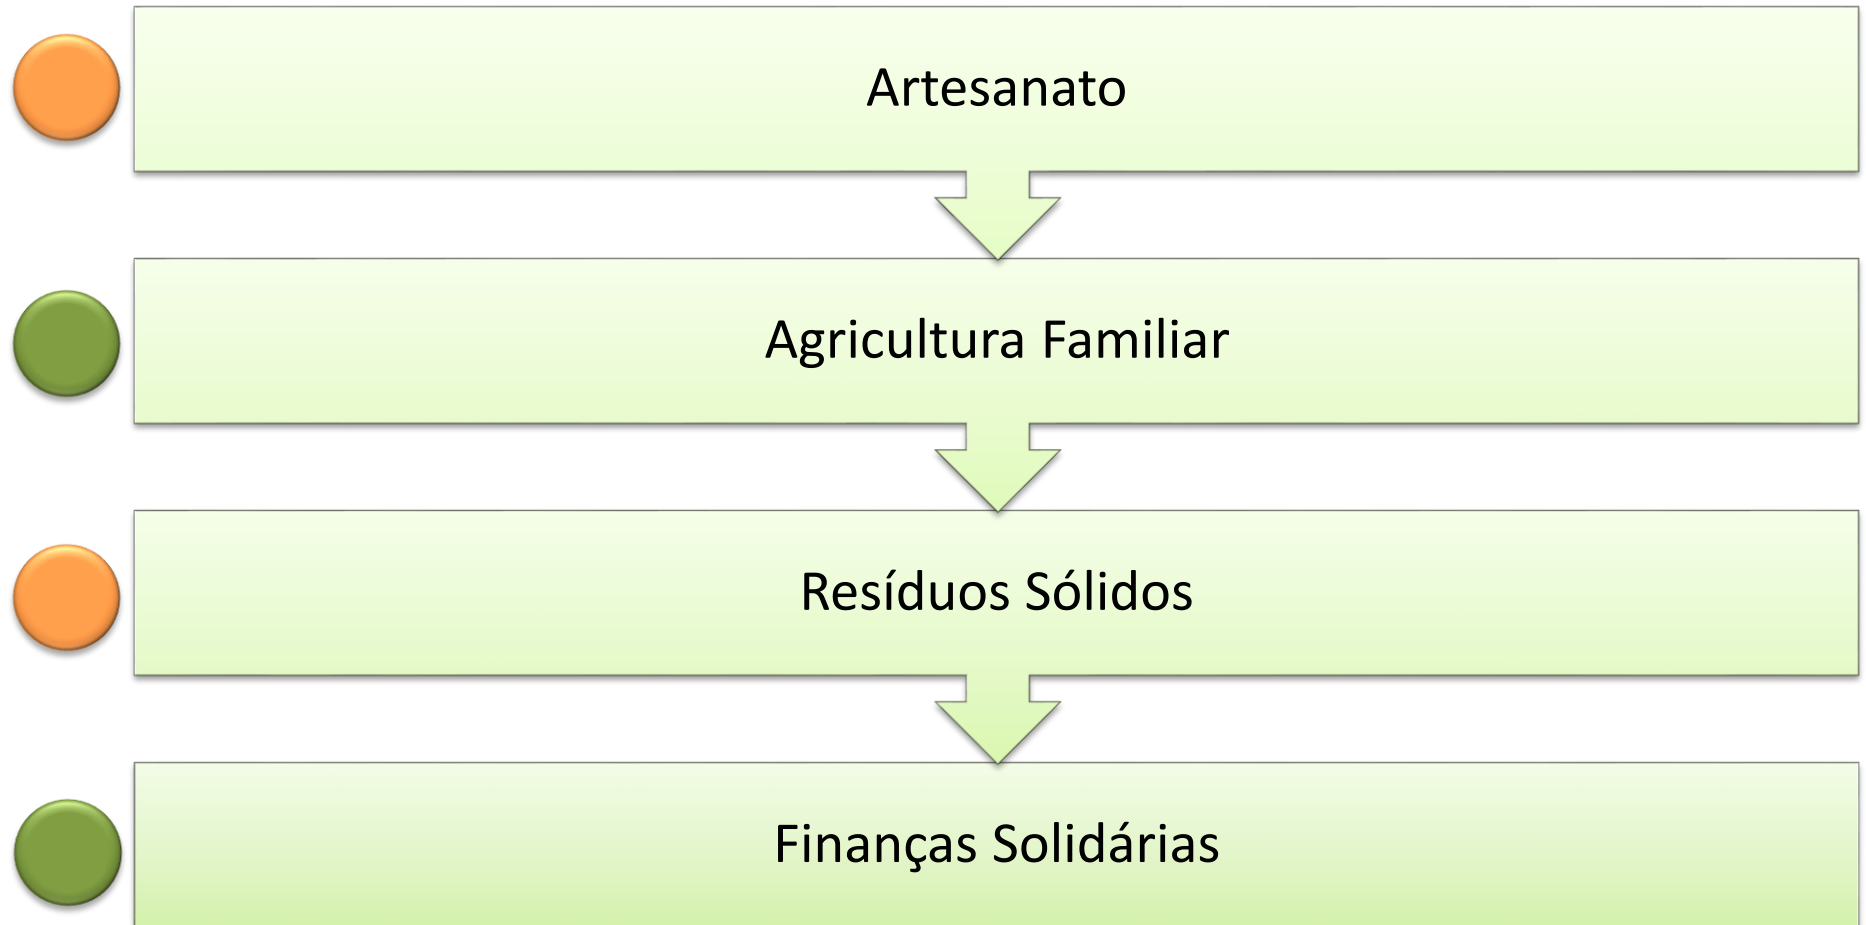 Artesanato
Agricultura Familiar
Resíduos Sólidos
Finanças Solidárias